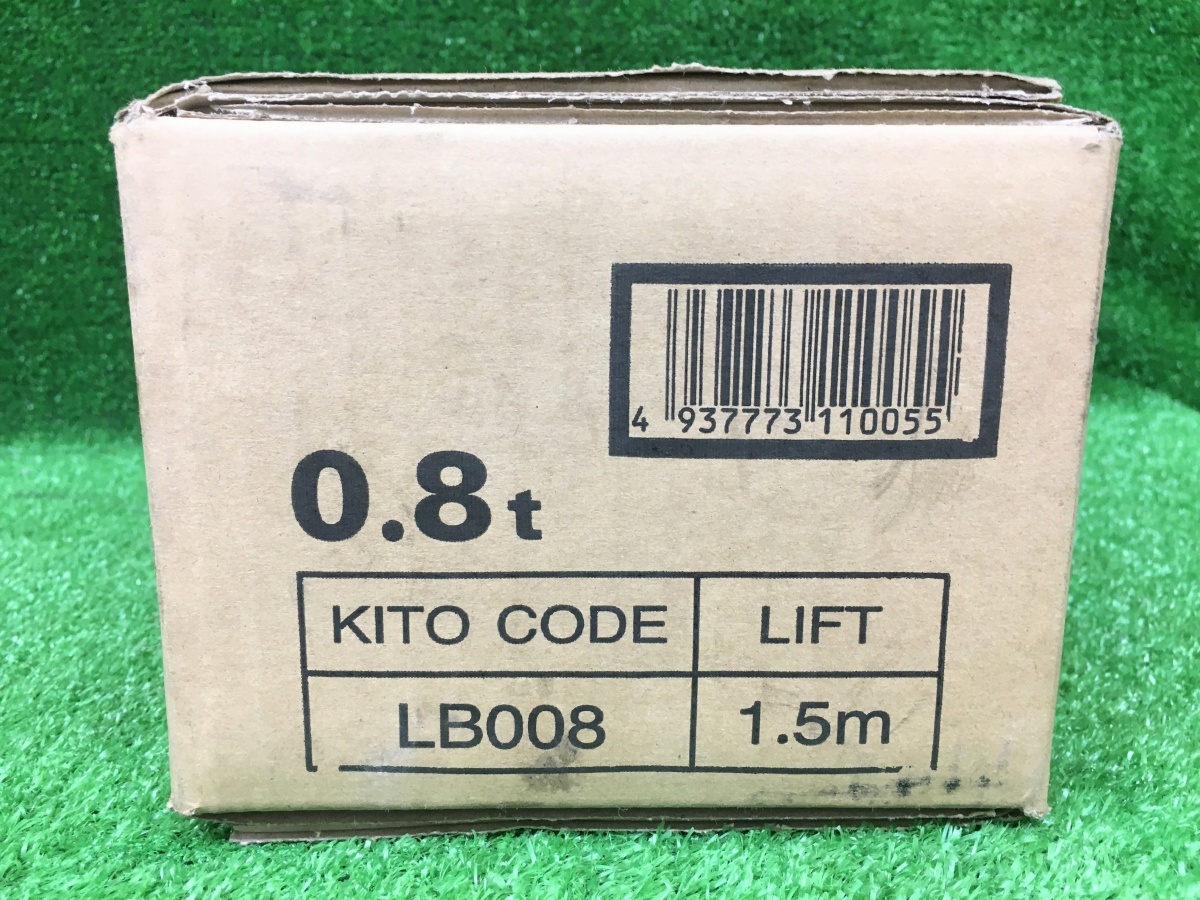 4 937773 110055
0.8t
KITO CODE LIFT
LB008 1.5m